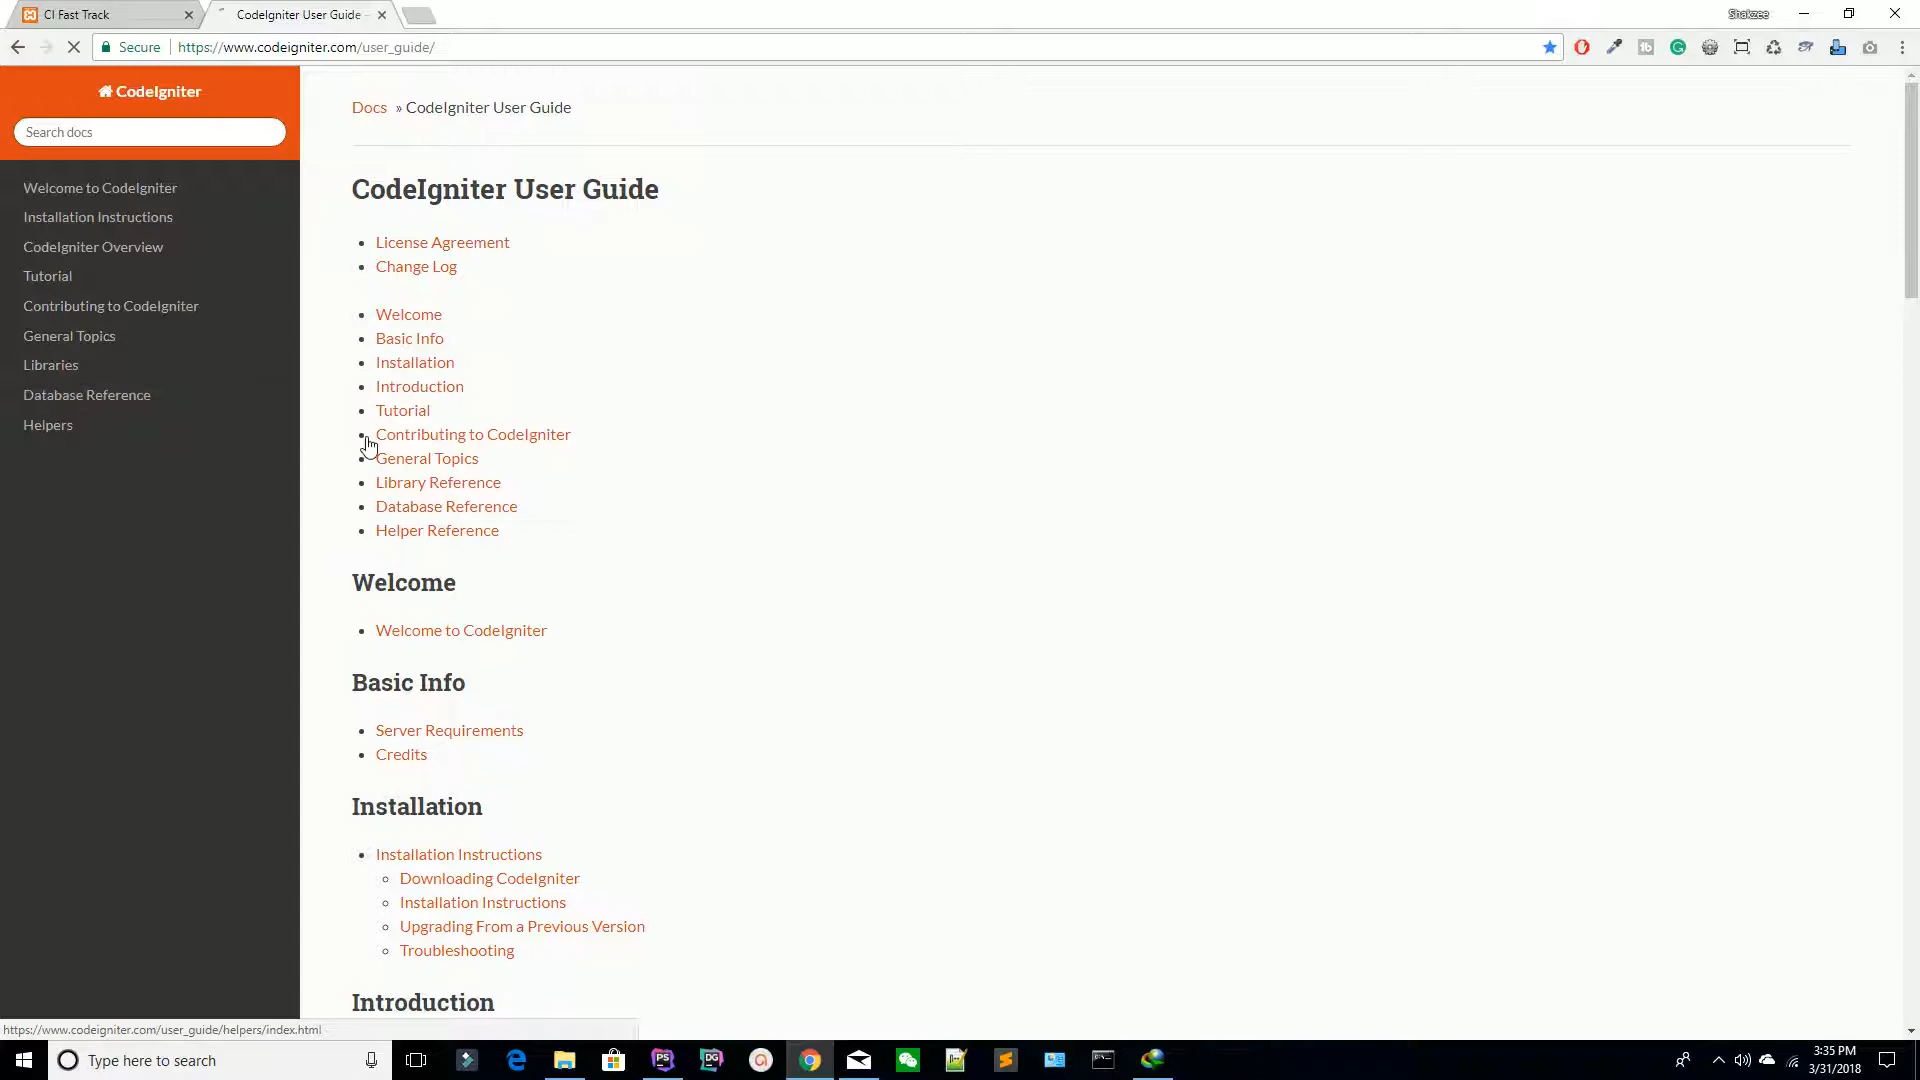 CI Fast Track
CodeIgniter User Guide
Shakzee
Secure
https://www.codeigniter.com/user_guide/
CodeIgniter
Search docs
Welcome to CodeIgniter
Installation Instructions
CodeIgniter Overview
Tutorial
Contributing to CodeIgniter
General Topics
Libraries
Database Reference
Helpers
Docs » CodeIgniter User Guide
CodeIgniter User Guide
License Agreement
Change Log
Welcome
Basic Info
Installation
Introduction
Tutorial
Contributing to CodeIgniter
General Topics
Library Reference
Database Reference
Helper Reference
Welcome
Welcome to CodeIgniter
Basic Info
Server Requirements
Credits
Installation
Installation Instructions
Downloading CodeIgniter
Installation Instructions
Upgrading From a Previous Version
Troubleshooting
Introduction
https://www.codeigniter.com/user_guide/helpers/index.html
Type here to search
PS
DG
3:35 PM
3/31/2018